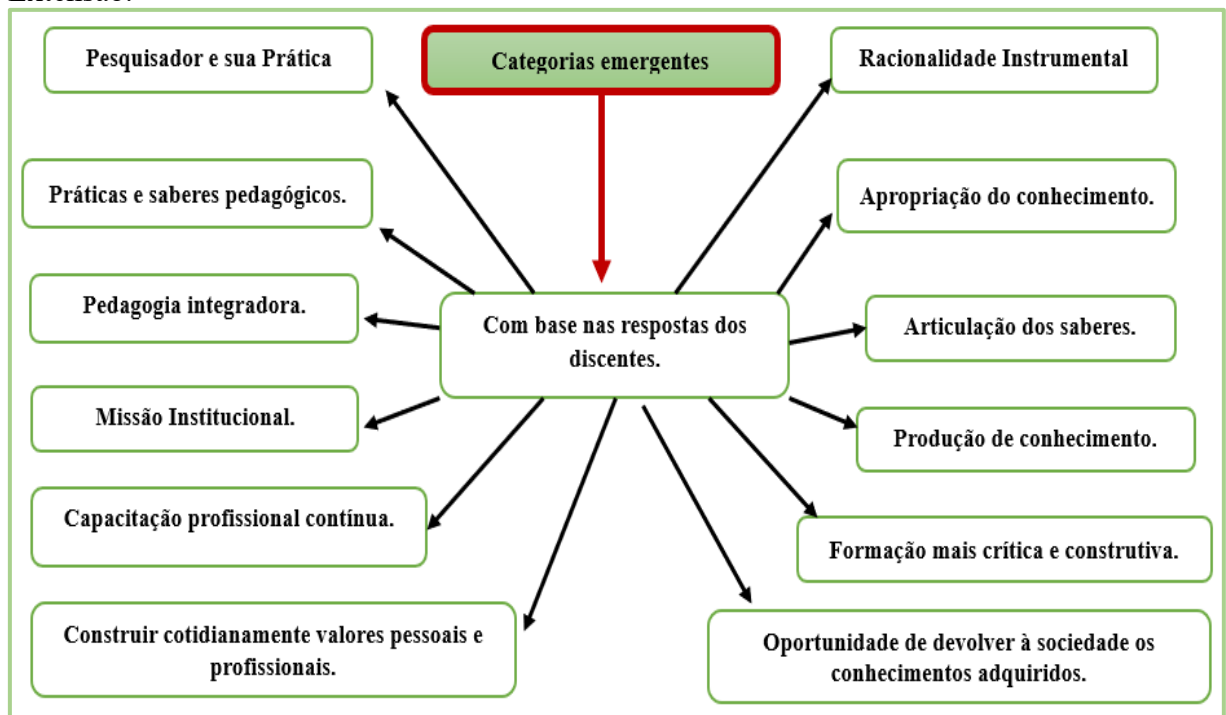 Pesquisador e sua Prática
Categorias emergentes
Racionalidade Instrumental
Práticas e saberes pedagógicos.
Apropriação do conhecimento.
Pedagogia integradora.
Com base nas respostas dos
discentes.
Articulação dos saberes.
Missão Institucional.
Produção de conhecimento.
Capacitação profissional contínua.
Formação mais crítica e construtiva.
Construir cotidianamente valores pessoais e
profissionais.
Oportunidade de devolver à sociedade os
conhecimentos adquiridos.